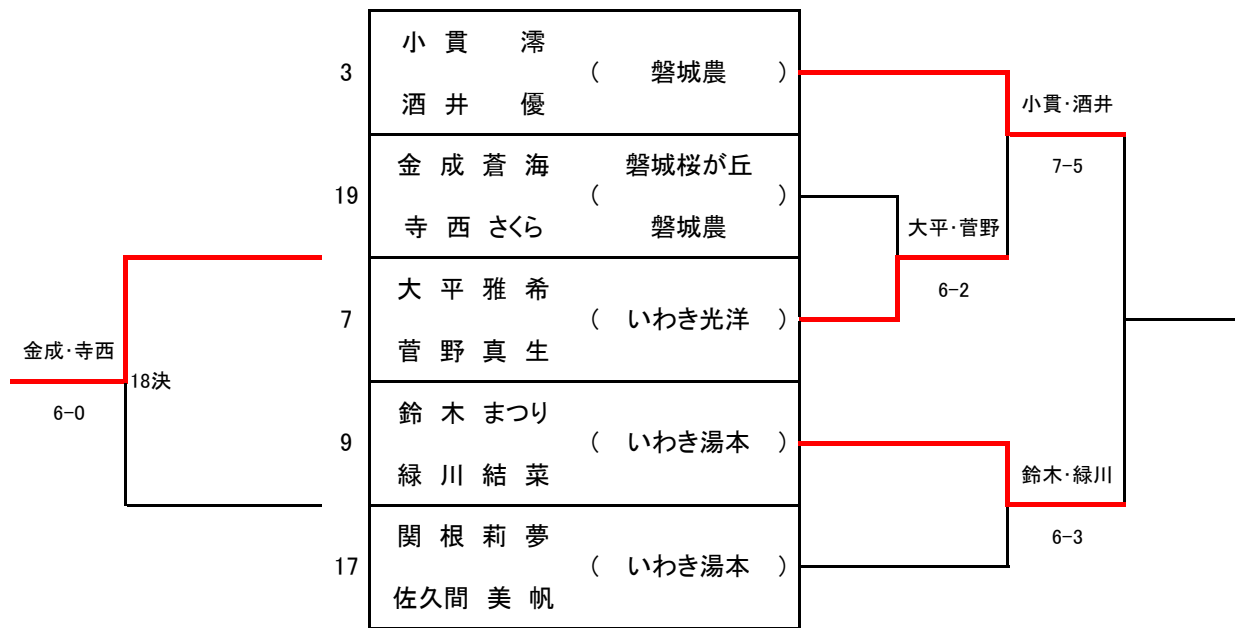 3
小貫 澪
酒井 優
( 磐城農 )
19
金成蒼海
寺西さくら
( 磐城桜が丘
磐城農 )
7
大平雅希
菅野真生
( いわき光洋 )
9
鈴木まつり
緑川結菜
( いわき湯本 )
17
関根莉夢
佐久間美帆
( いわき湯本 )
金成・寺西
6-0
18決
大平・菅野
6-2
小貫・酒井
7-5
鈴木・緑川
6-3